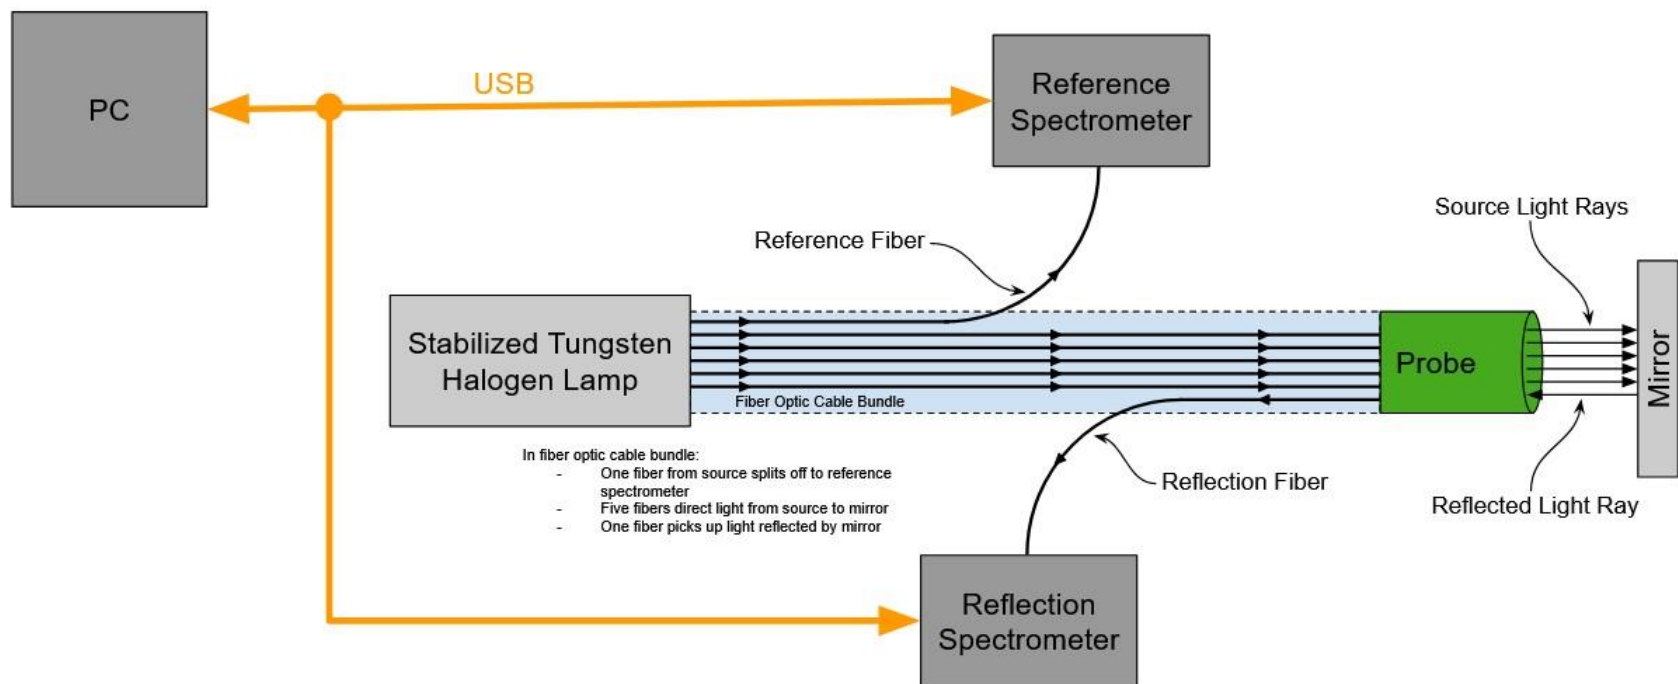 PC
USB
Reference
Spectrometer
Source Light Rays
Reference Fiber
Stabilized Tungsten
Halogen Lamp
Fiber Optic Cable Bundle
Probe
Mirror
In fiber optic cable bundle:
- One fiber from source splits off to reference
spectrometer
- Five fibers direct light from source to mirror
- One fiber picks up light reflected by mirror
Reflection Fiber
Reflected Light Ray
Reflection
Spectrometer